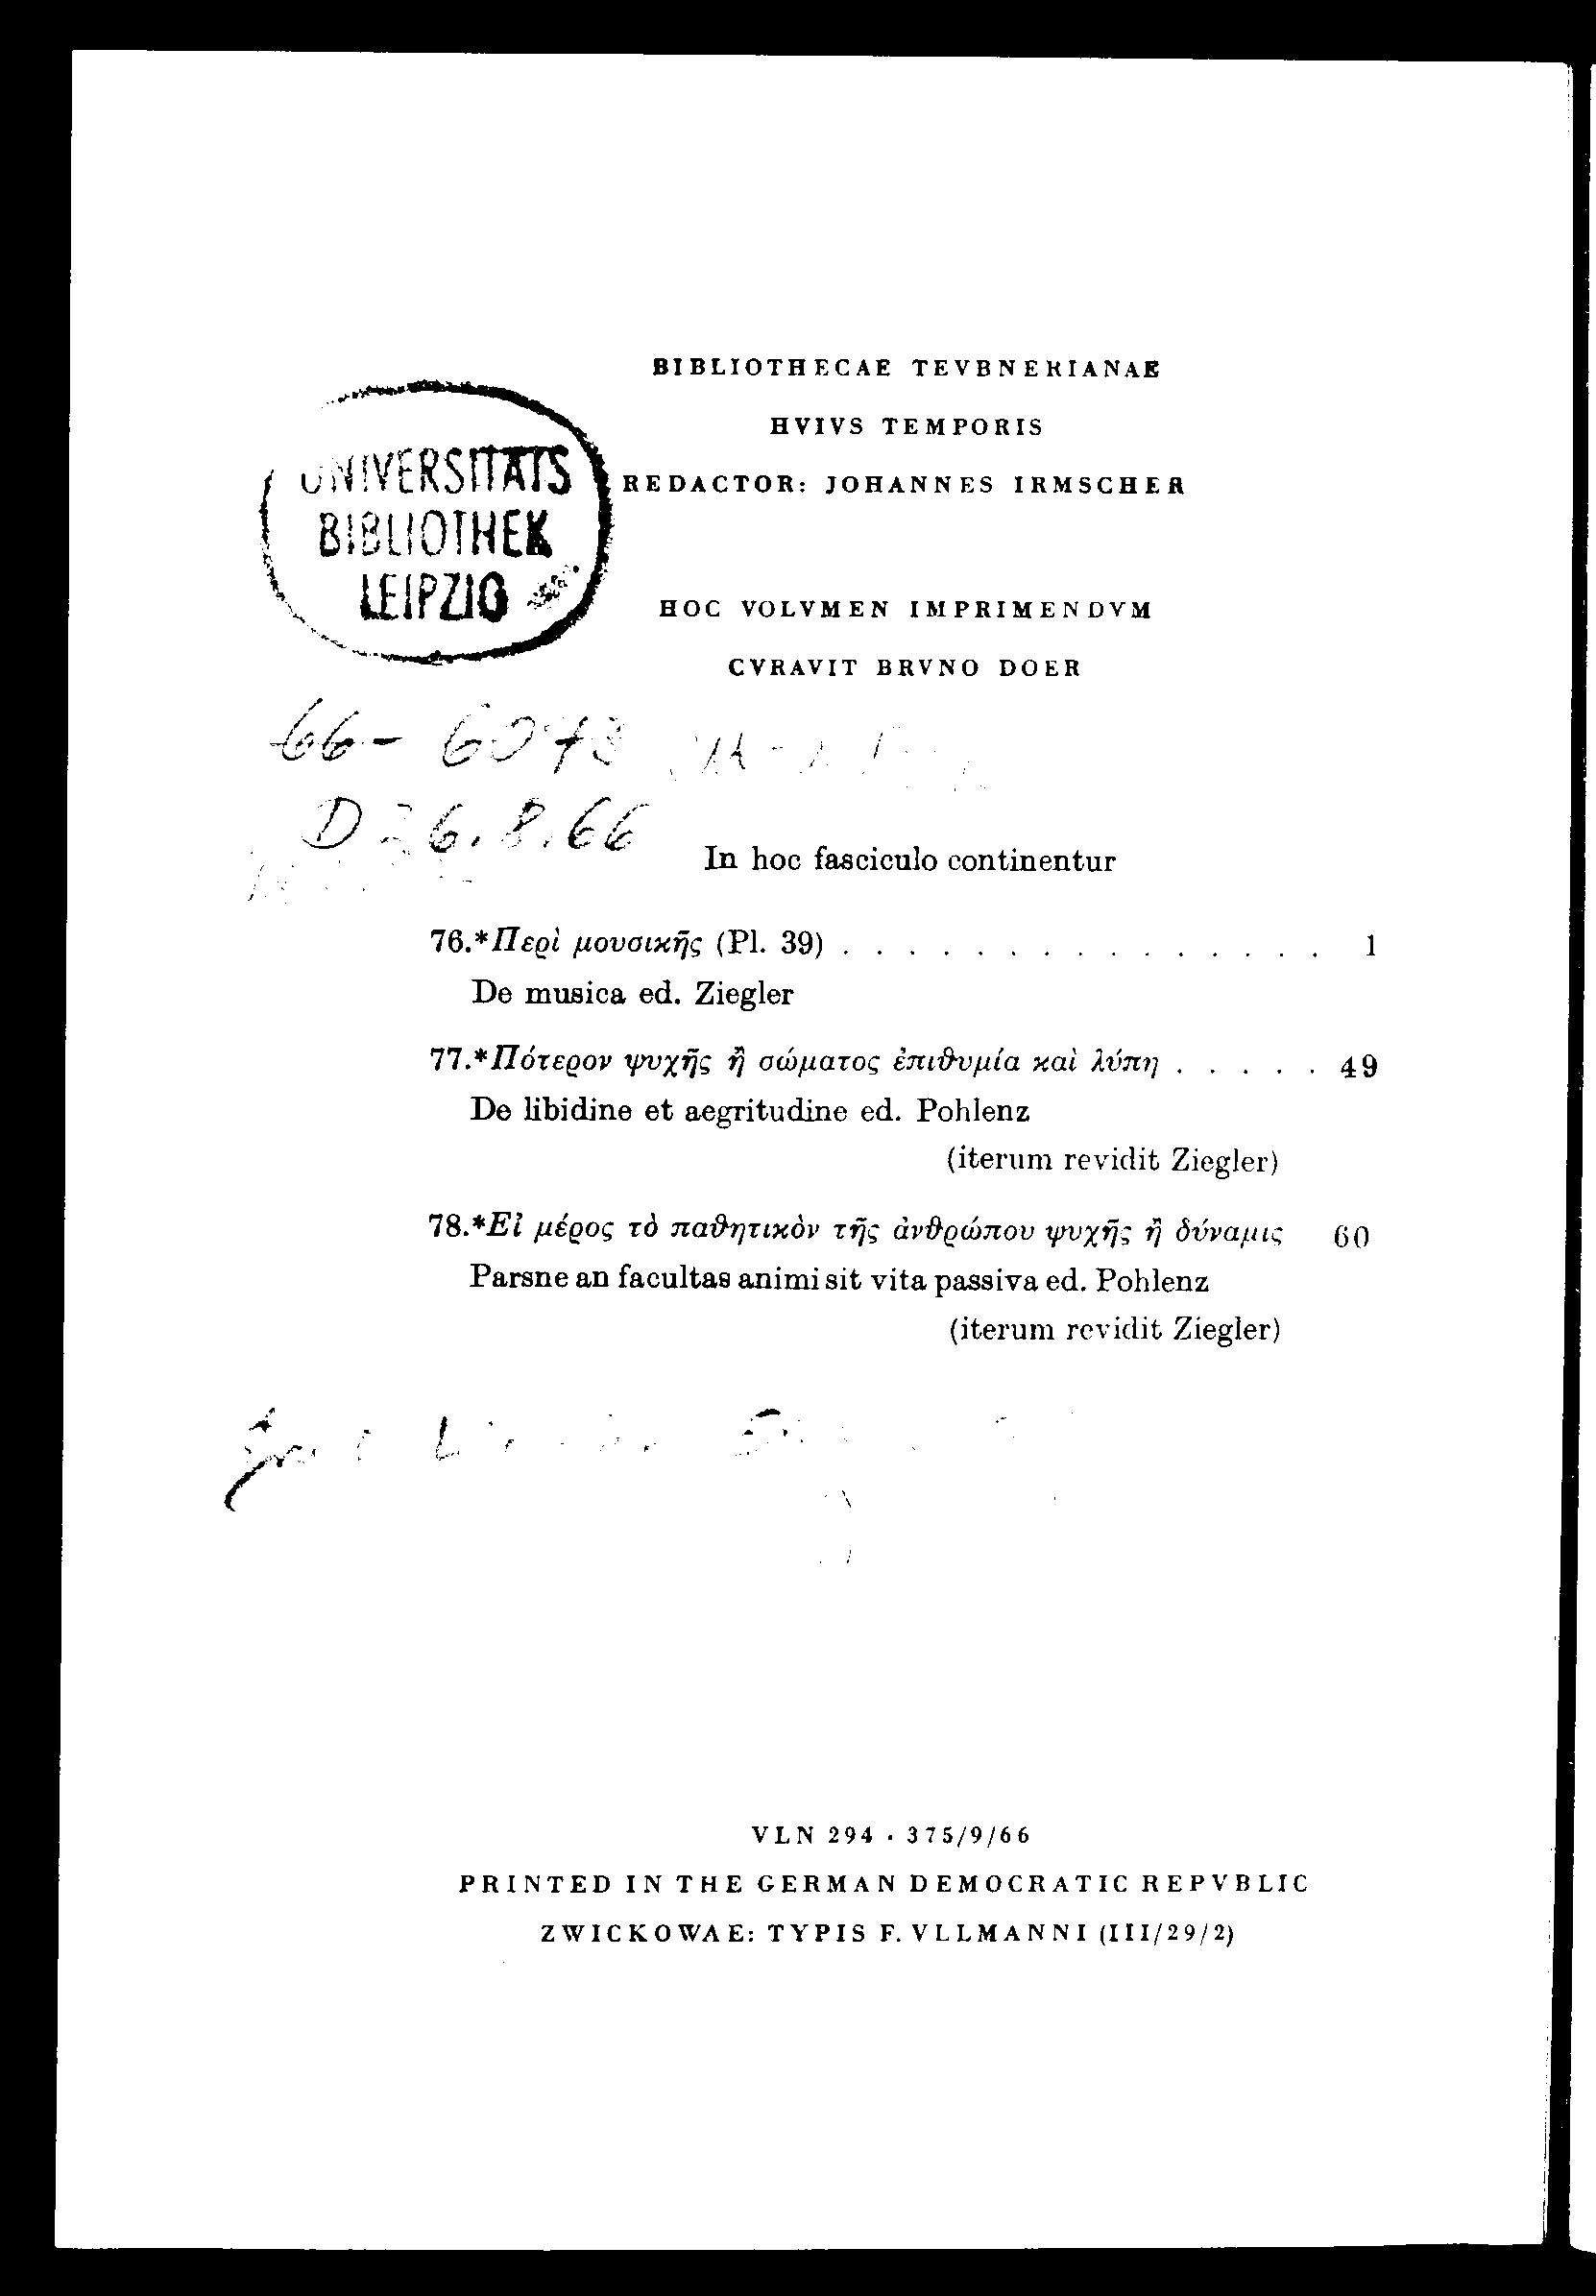 BIBLIOTHECAE TEVBNERIANAE
HVIVS TEMPORIS
REDACTOR: JOHANNES IRMSCHER
UNIVERSITÄTS
BIBLIOTHEK
LEIPZIG
HOC VOLVMEN IMPRIMENDVM
CVRAVIT BRVNO DOER
66- 6073
D 26.8.66
In hoc fasciculo continentur
76.*Περὶ μουσικῆς (Pl. 39) . . . . . . . . . . . . . . . 1
De musica ed. Ziegler
77.*Πότερον ψυχῆς ἢ σώματος ἐπιθυμία καὶ λύπη . . . . . 49
De libidine et aegritudine ed. Pohlenz
(iterum revidit Ziegler)
78.*Εἰ μέρος τὸ παθητικὸν τῆς ἀνθρώπου ψυχῆς ἢ δύναμις 60
Parsne an facultas animi sit vita passiva ed. Pohlenz
(iterum revidit Ziegler)
VLN 294 · 375/9/66
PRINTED IN THE GERMAN DEMOCRATIC REPVBLIC
ZWICKOWAE: TYPIS F. VLLMANNI (III/29/2)